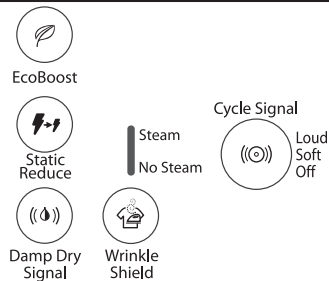 EcoBoost
Cycle Signal
Steam
Loud
Soft
Off
No Steam
Static
Reduce
Damp Dry
Signal
Wrinkle
Shield